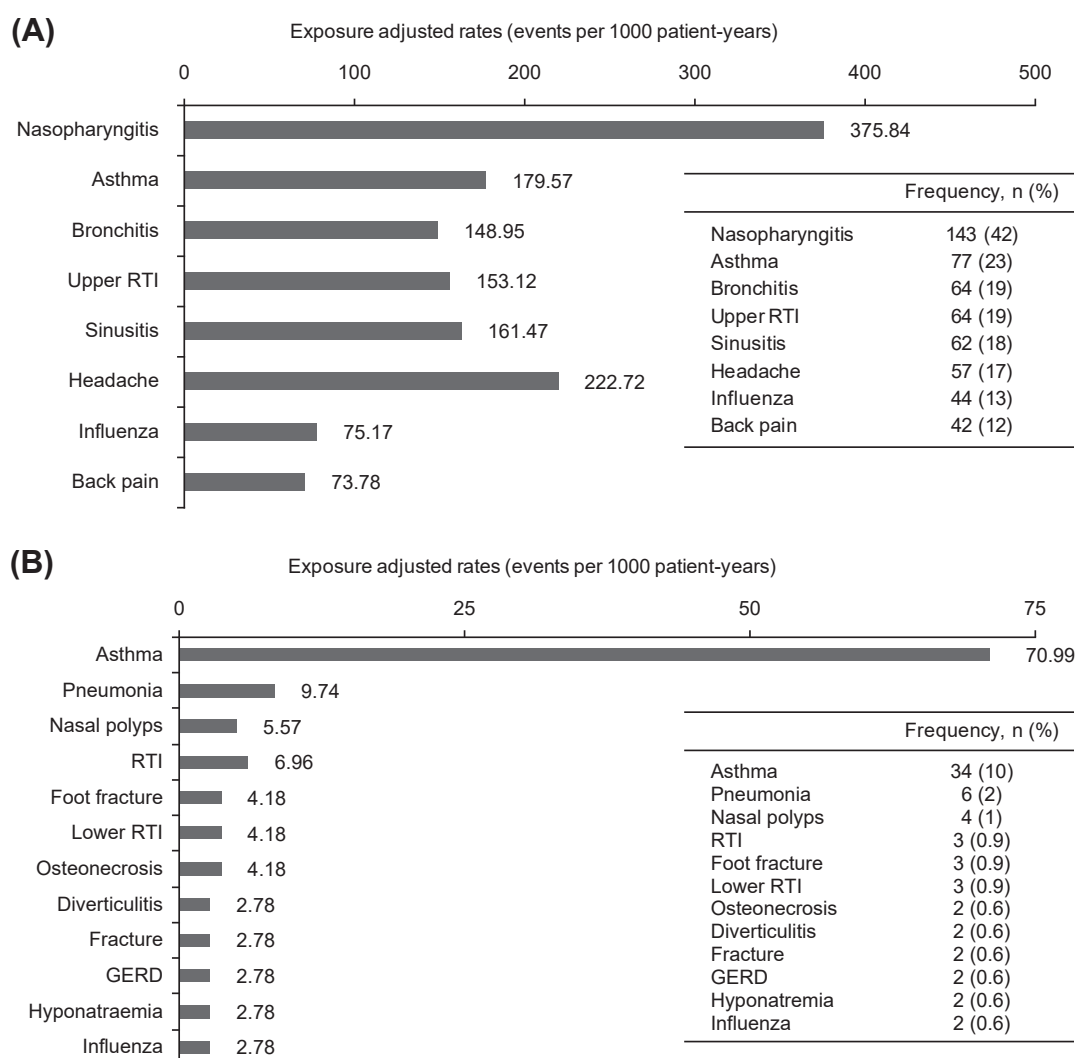 (A)
Exposure adjusted rates (events per 1000 patient-years)
0 100 200 300 400 500
Nasopharyngitis 375.84
Asthma 179.57
Bronchitis 148.95
Upper RTI 153.12
Sinusitis 161.47
Headache 222.72
Influenza 75.17
Back pain 73.78
Frequency, n (%)
Nasopharyngitis 143 (42)
Asthma 77 (23)
Bronchitis 64 (19)
Upper RTI 64 (19)
Sinusitis 62 (18)
Headache 57 (17)
Influenza 44 (13)
Back pain 42 (12)
(B)
Exposure adjusted rates (events per 1000 patient-years)
0 25 50 75
Asthma 70.99
Pneumonia 9.74
Nasal polyps 5.57
RTI 6.96
Foot fracture 4.18
Lower RTI 4.18
Osteonecrosis 4.18
Diverticulitis 2.78
Fracture 2.78
GERD 2.78
Hyponatraemia 2.78
Influenza 2.78
Frequency, n (%)
Asthma 34 (10)
Pneumonia 6 (2)
Nasal polyps 4 (1)
RTI 3 (0.9)
Foot fracture 3 (0.9)
Lower RTI 3 (0.9)
Osteonecrosis 2 (0.6)
Diverticulitis 2 (0.6)
Fracture 2 (0.6)
GERD 2 (0.6)
Hyponatremia 2 (0.6)
Influenza 2 (0.6)